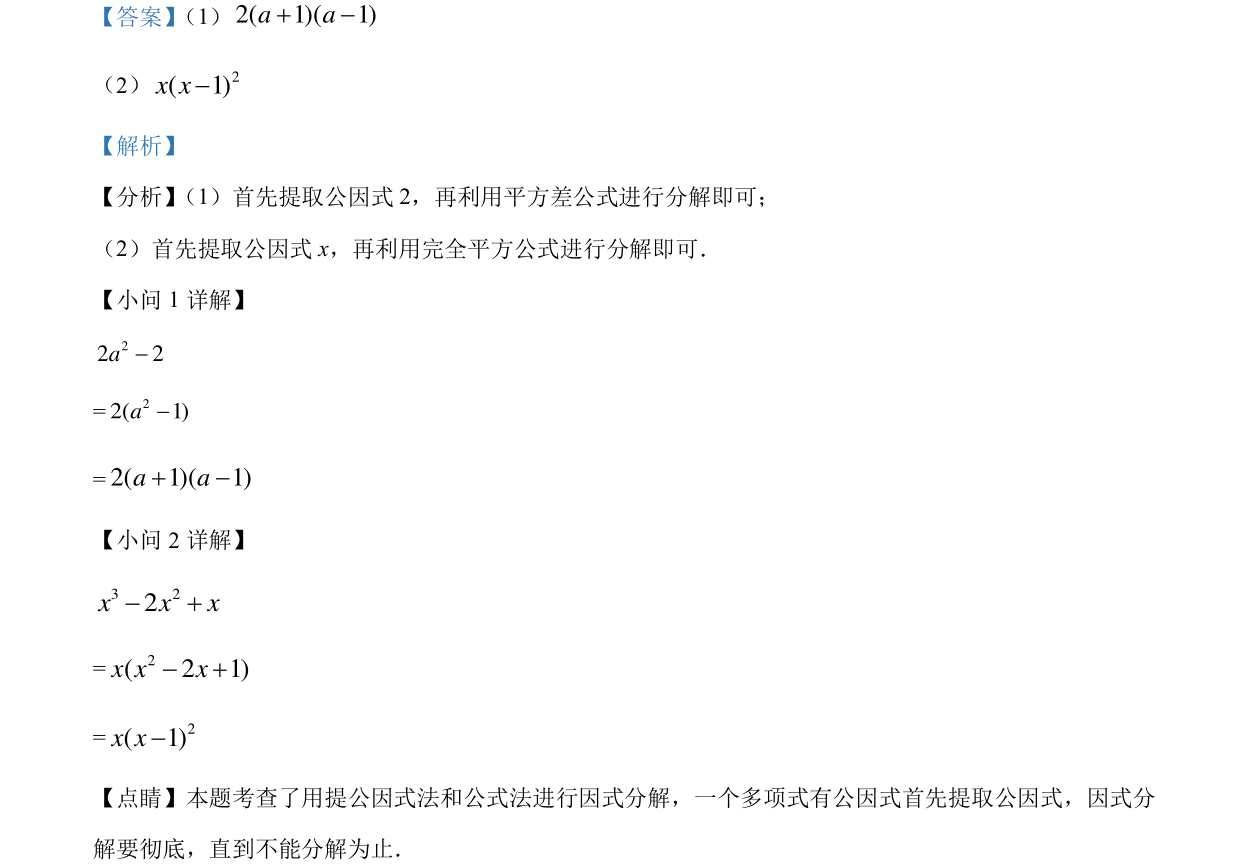 【答案】（1）2(a+1)(a−1)
（2）x(x−1)²
【解析】
【分析】（1）首先提取公因式 2，再利用平方差公式进行分解即可；
（2）首先提取公因式 x，再利用完全平方公式进行分解即可．
【小问 1 详解】
2a²−2
=2(a²−1)
=2(a+1)(a−1)
【小问 2 详解】
x³−2x²+x
=x(x²−2x+1)
=x(x−1)²
【点睛】本题考查了用提公因式法和公式法进行因式分解，一个多项式有公因式首先提取公因式，因式分
解要彻底，直到不能分解为止．